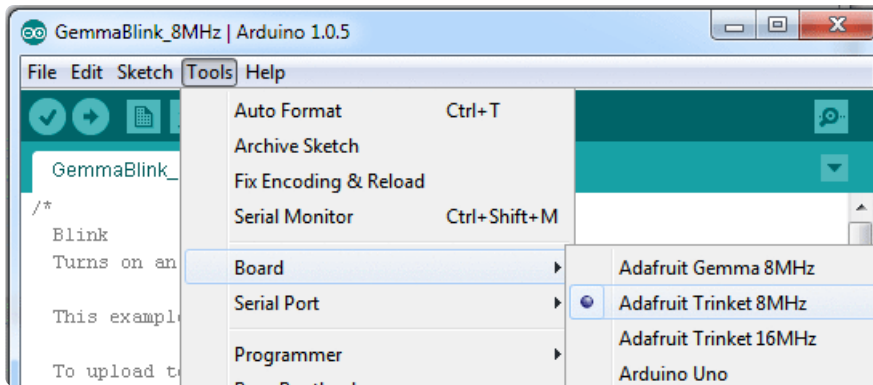 GemmaBlink_8MHz | Arduino 1.0.5
File Edit Sketch Tools Help
Auto Format Ctrl+T
Archive Sketch
GemmaBlink_
Fix Encoding & Reload
/*
Serial Monitor Ctrl+Shift+M
Blink
Turns on an
Board
Adafruit Gemma 8MHz
Serial Port
Adafruit Trinket 8MHz
This example
Adafruit Trinket 16MHz
Programmer
To upload t
Arduino Uno